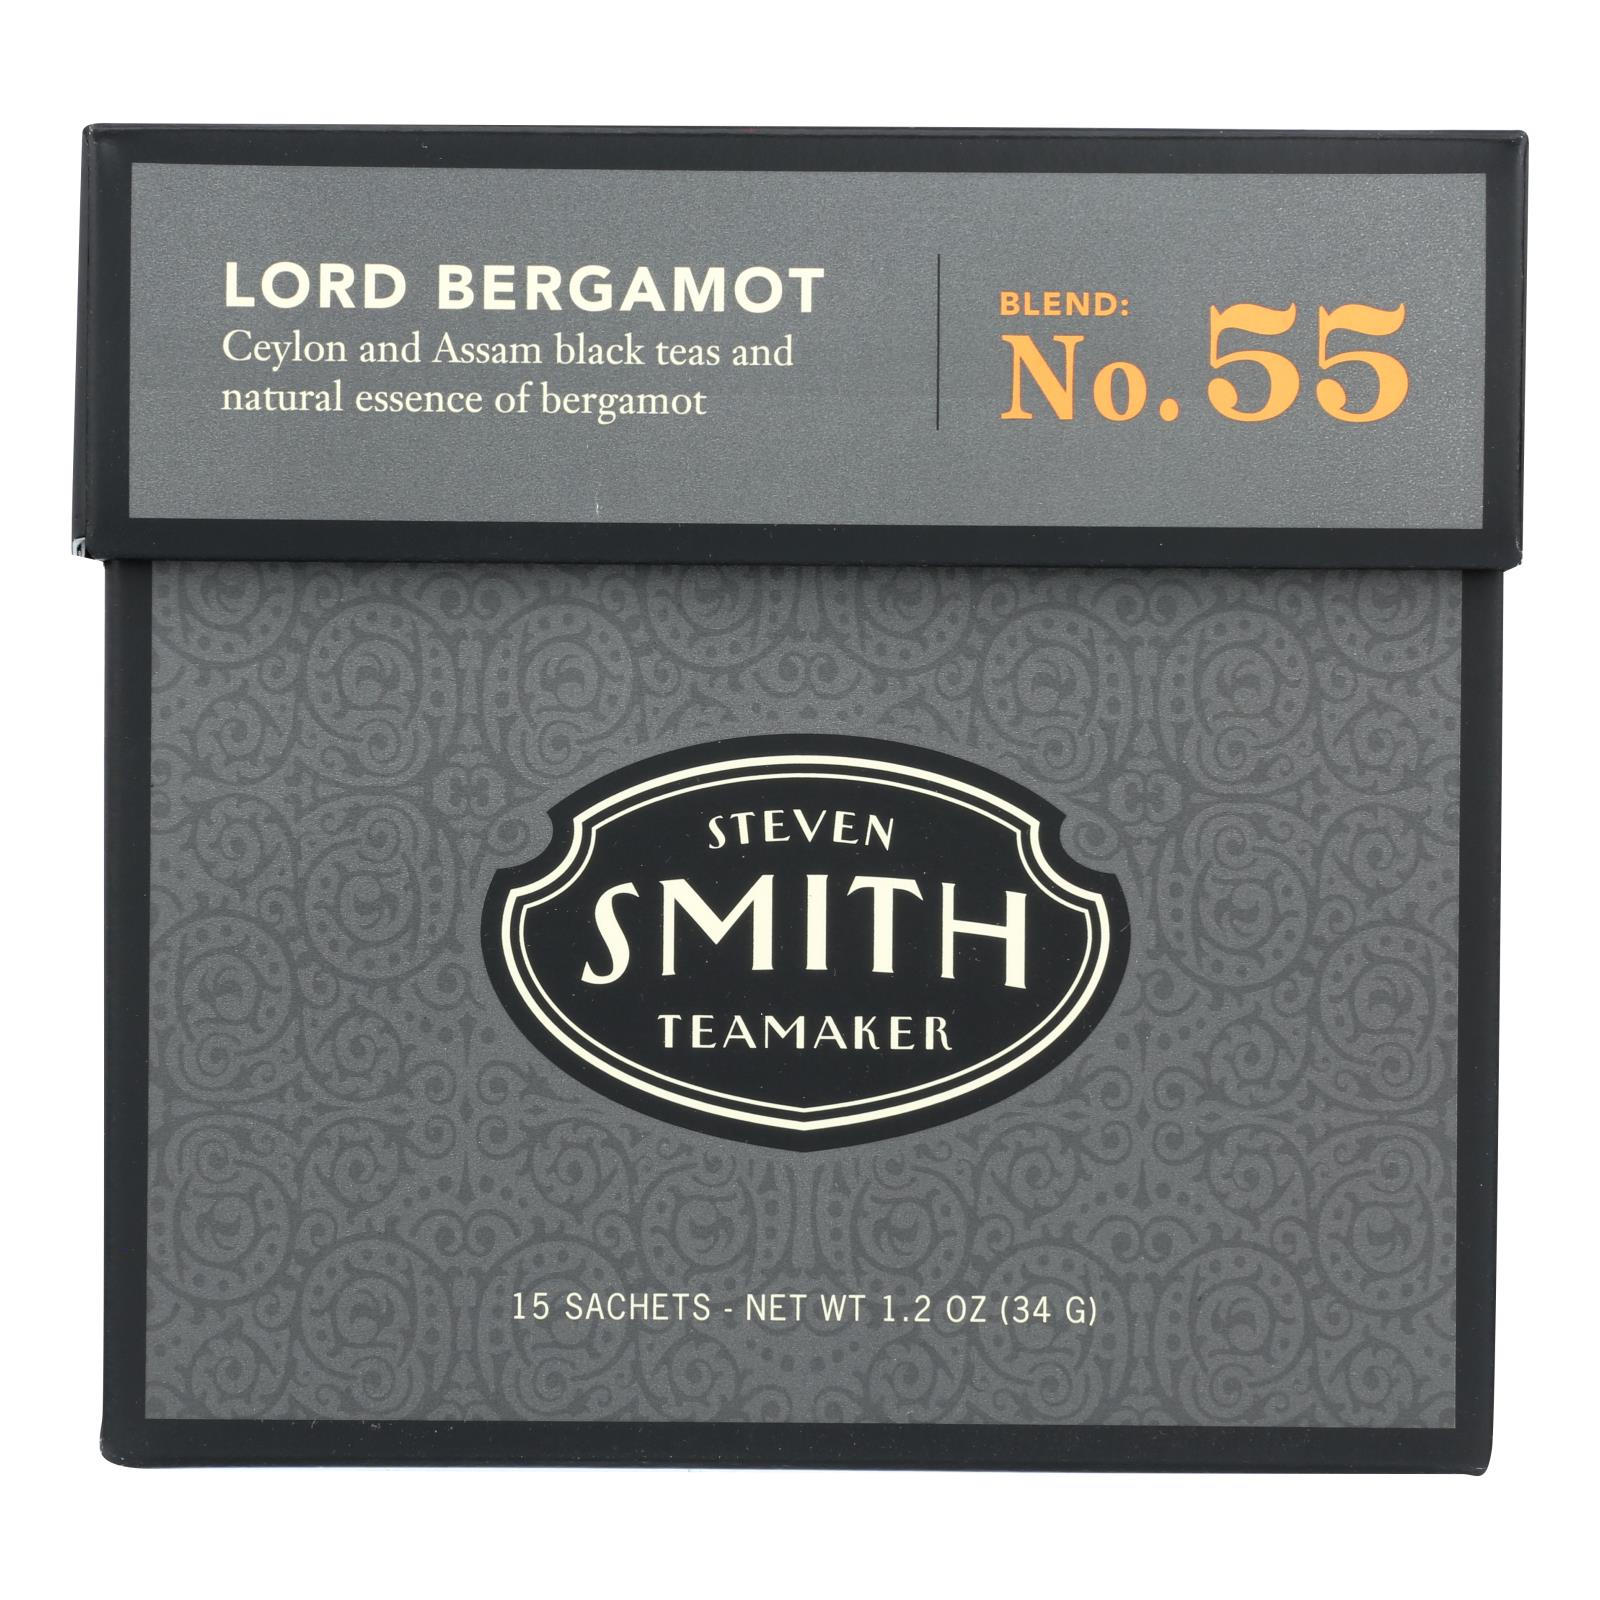 LORD BERGAMOT
Ceylon and Assam black teas and
natural essence of bergamot
BLEND:
No. 55
STEVEN
SMITH
TEAMAKER
15 SACHETS - NET WT 1.2 OZ (34 G)